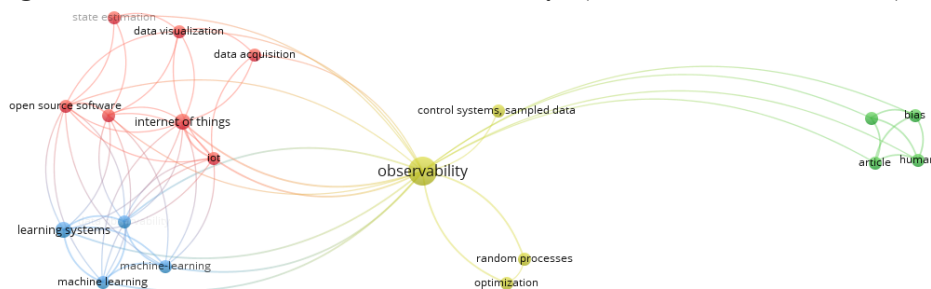 state estimation
data visualization
data acquisition
open source software
control systems, sampled data
bias
internet of things
iot
article
human
observability
learning systems
random processes
machine-learning
machine learning
optimization